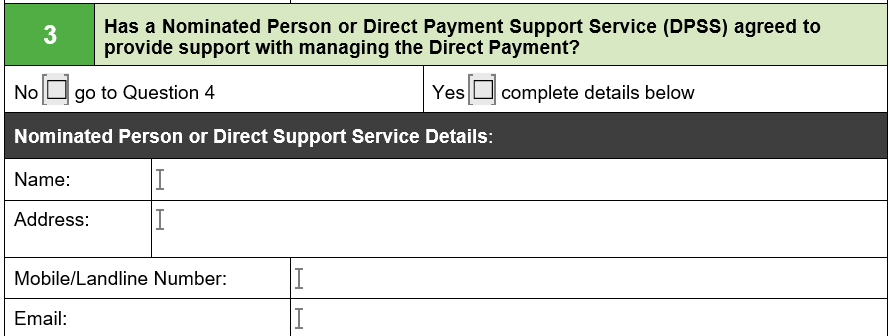 3
Has a Nominated Person or Direct Payment Support Service (DPSS) agreed to
provide support with managing the Direct Payment?
No ☐ go to Question 4
Yes ☐ complete details below
Nominated Person or Direct Support Service Details:
Name:
Address:
Mobile/Landline Number:
Email: